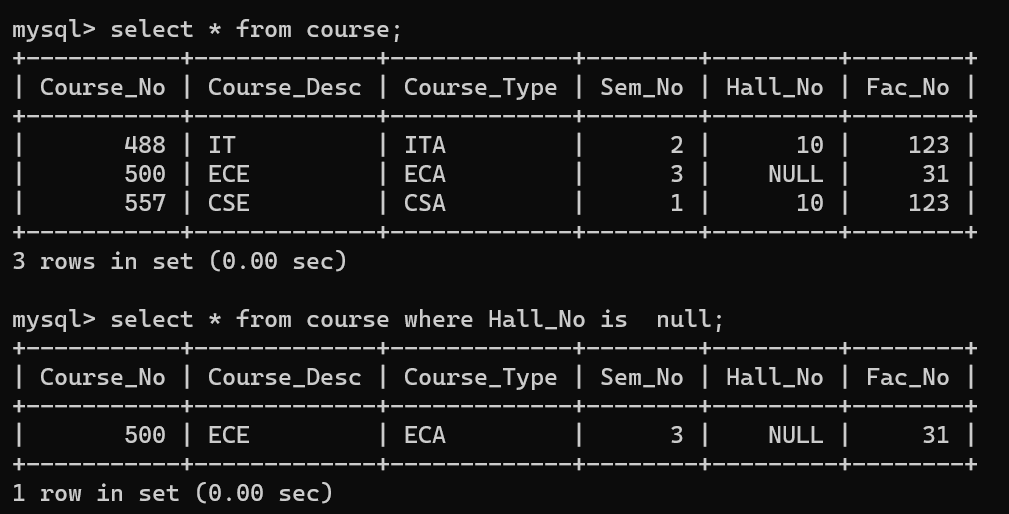 mysql> select * from course;
+-----------+-------------+-------------+--------+---------+--------+
| Course_No | Course_Desc | Course_Type | Sem_No | Hall_No | Fac_No |
+-----------+-------------+-------------+--------+---------+--------+
|       488 | IT          | ITA         |      2 |      10 |    123 |
|       500 | ECE         | ECA         |      3 |    NULL |     31 |
|       557 | CSE         | CSA         |      1 |      10 |    123 |
+-----------+-------------+-------------+--------+---------+--------+
3 rows in set (0.00 sec)

mysql> select * from course where Hall_No is  null;
+-----------+-------------+-------------+--------+---------+--------+
| Course_No | Course_Desc | Course_Type | Sem_No | Hall_No | Fac_No |
+-----------+-------------+-------------+--------+---------+--------+
|       500 | ECE         | ECA         |      3 |    NULL |     31 |
+-----------+-------------+-------------+--------+---------+--------+
1 row in set (0.00 sec)